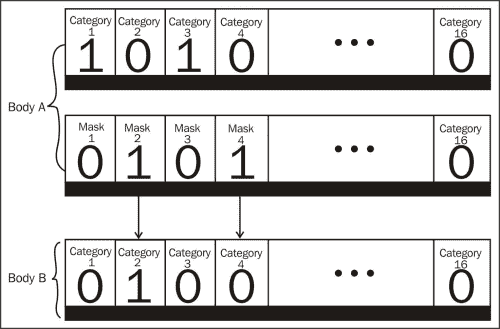 Category Category Category Category Category
1 2 3 4 16
1 0 1 0 ••• 0
Body A
Mask Mask Mask Mask Category
1 2 3 4 16
0 1 0 1 ••• 0
Category Category Category Category Category
1 2 3 4 16
Body B
0 1 0 0 ••• 0